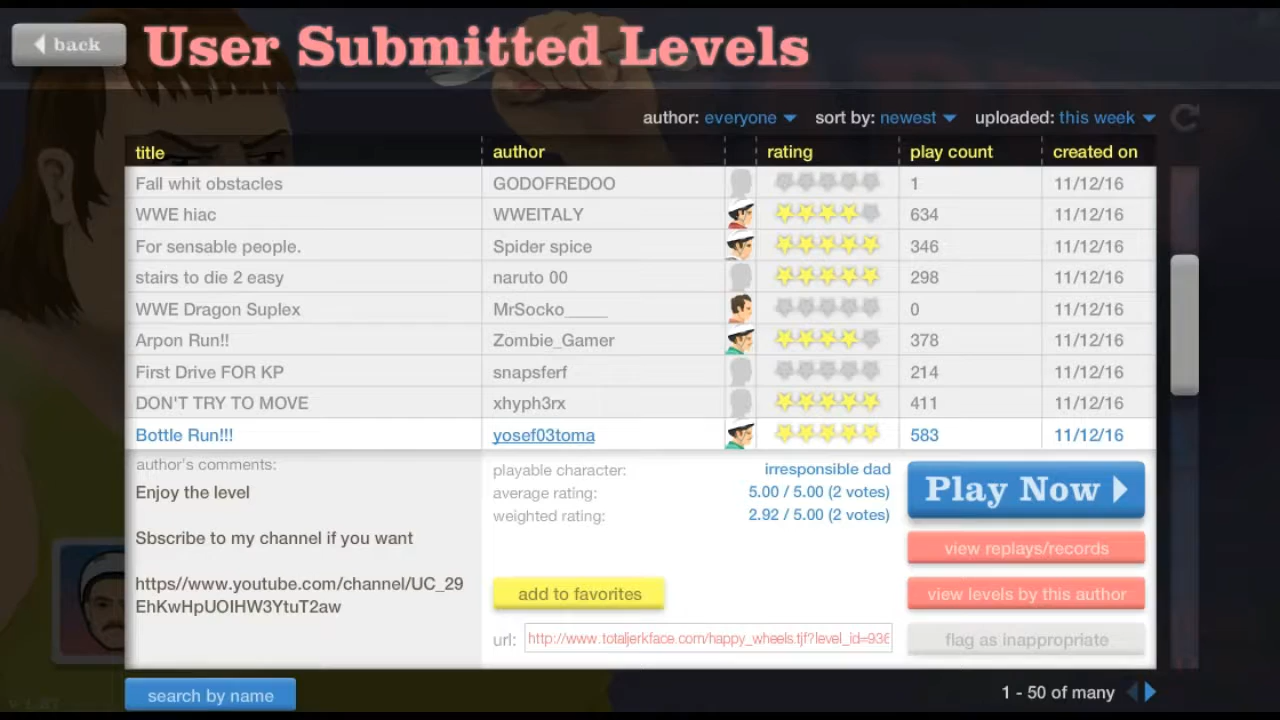 back
User Submitted Levels
author: everyone sort by: newest uploaded: this week
title author rating play count created on
Fall whit obstacles GODOFREDOO 1 11/12/16
WWE hiac WWEITALY 634 11/12/16
For sensable people. Spider spice 346 11/12/16
stairs to die 2 easy naruto 00 298 11/12/16
WWE Dragon Suplex MrSocko_____ 0 11/12/16
Arpon Run!! Zombie_Gamer 378 11/12/16
First Drive FOR KP snapsferf 214 11/12/16
DON'T TRY TO MOVE xhyph3rx 411 11/12/16
Bottle Run!!! yosef03toma 583 11/12/16
author's comments:
Enjoy the level
Sbscribe to my channel if you want
https//www.youtube.com/channel/UC_29
EhKwHpUOIHW3YtuT2aw
playable character: irresponsible dad
average rating: 5.00 / 5.00 (2 votes)
weighted rating: 2.92 / 5.00 (2 votes)
add to favorites
url: http://www.totaljerkface.com/happy_wheels.tjf?level_id=936
Play Now
view replays/records
view levels by this author
flag as inappropriate
search by name
1 - 50 of many